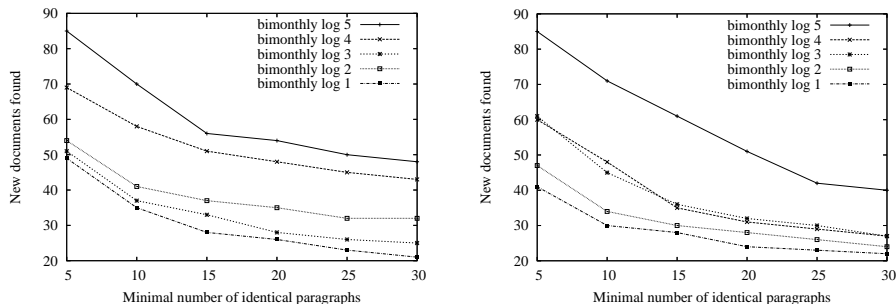 90
80
70
60
50
40
30
20
5
10
15
20
25
30
New documents found
Minimal number of identical paragraphs
bimonthly log 5
bimonthly log 4
bimonthly log 3
bimonthly log 2
bimonthly log 1
90
80
70
60
50
40
30
20
5
10
15
20
25
30
New documents found
Minimal number of identical paragraphs
bimonthly log 5
bimonthly log 4
bimonthly log 3
bimonthly log 2
bimonthly log 1